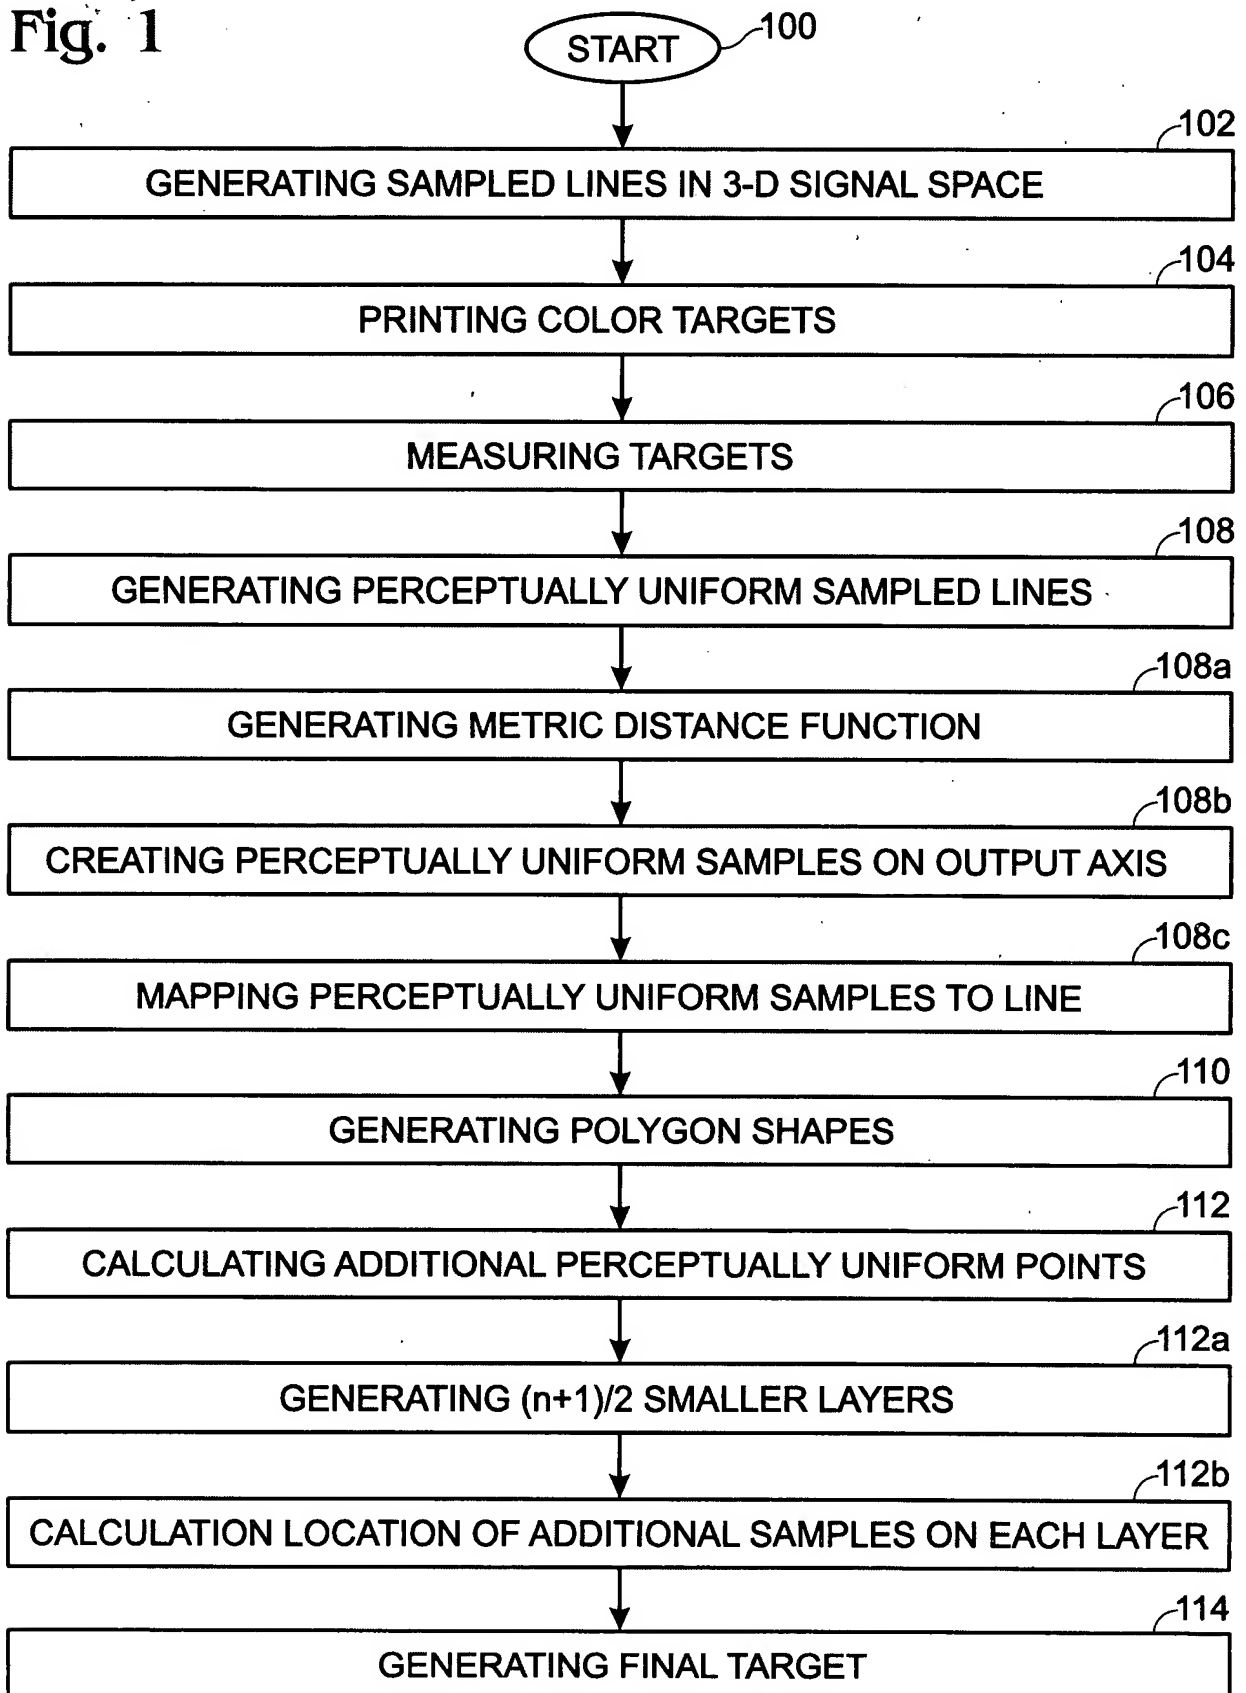 Fig. 1
START
100
102
GENERATING SAMPLED LINES IN 3-D SIGNAL SPACE
104
PRINTING COLOR TARGETS
106
MEASURING TARGETS
108
GENERATING PERCEPTUALLY UNIFORM SAMPLED LINES
108a
GENERATING METRIC DISTANCE FUNCTION
108b
CREATING PERCEPTUALLY UNIFORM SAMPLES ON OUTPUT AXIS
108c
MAPPING PERCEPTUALLY UNIFORM SAMPLES TO LINE
110
GENERATING POLYGON SHAPES
112
CALCULATING ADDITIONAL PERCEPTUALLY UNIFORM POINTS
112a
GENERATING (n+1)/2 SMALLER LAYERS
112b
CALCULATION LOCATION OF ADDITIONAL SAMPLES ON EACH LAYER
114
GENERATING FINAL TARGET